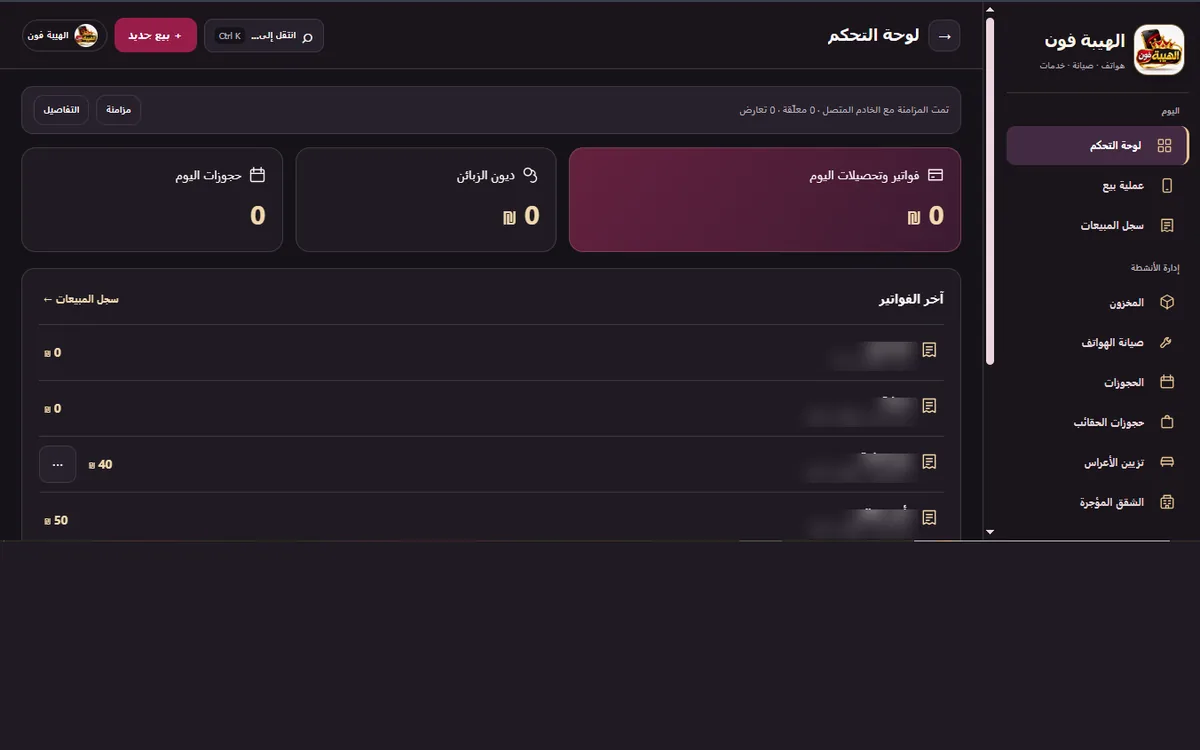 الهيبة فون
هواتف · صيانة · خدمات
اليوم
لوحة التحكم
عملية بيع
سجل المبيعات
إدارة الأنشطة
المخزون
صيانة الهواتف
الحجوزات
حجوزات الحقائب
تزيين الأعراس
الشقق المؤجرة
→ لوحة التحكم
انتقل إلى... Ctrl K
+ بيع جديد
الهيبة فون
تمت المزامنة مع الخادم المتصل · 0 معلّقة · 0 تعارض
مزامنة
التفاصيل
فواتير وتحصيلات اليوم
0 ₪
ديون الزبائن
0 ₪
حجوزات اليوم
0
آخر الفواتير
سجل المبيعات ←
0 ₪
0 ₪
40 ₪
...
50 ₪